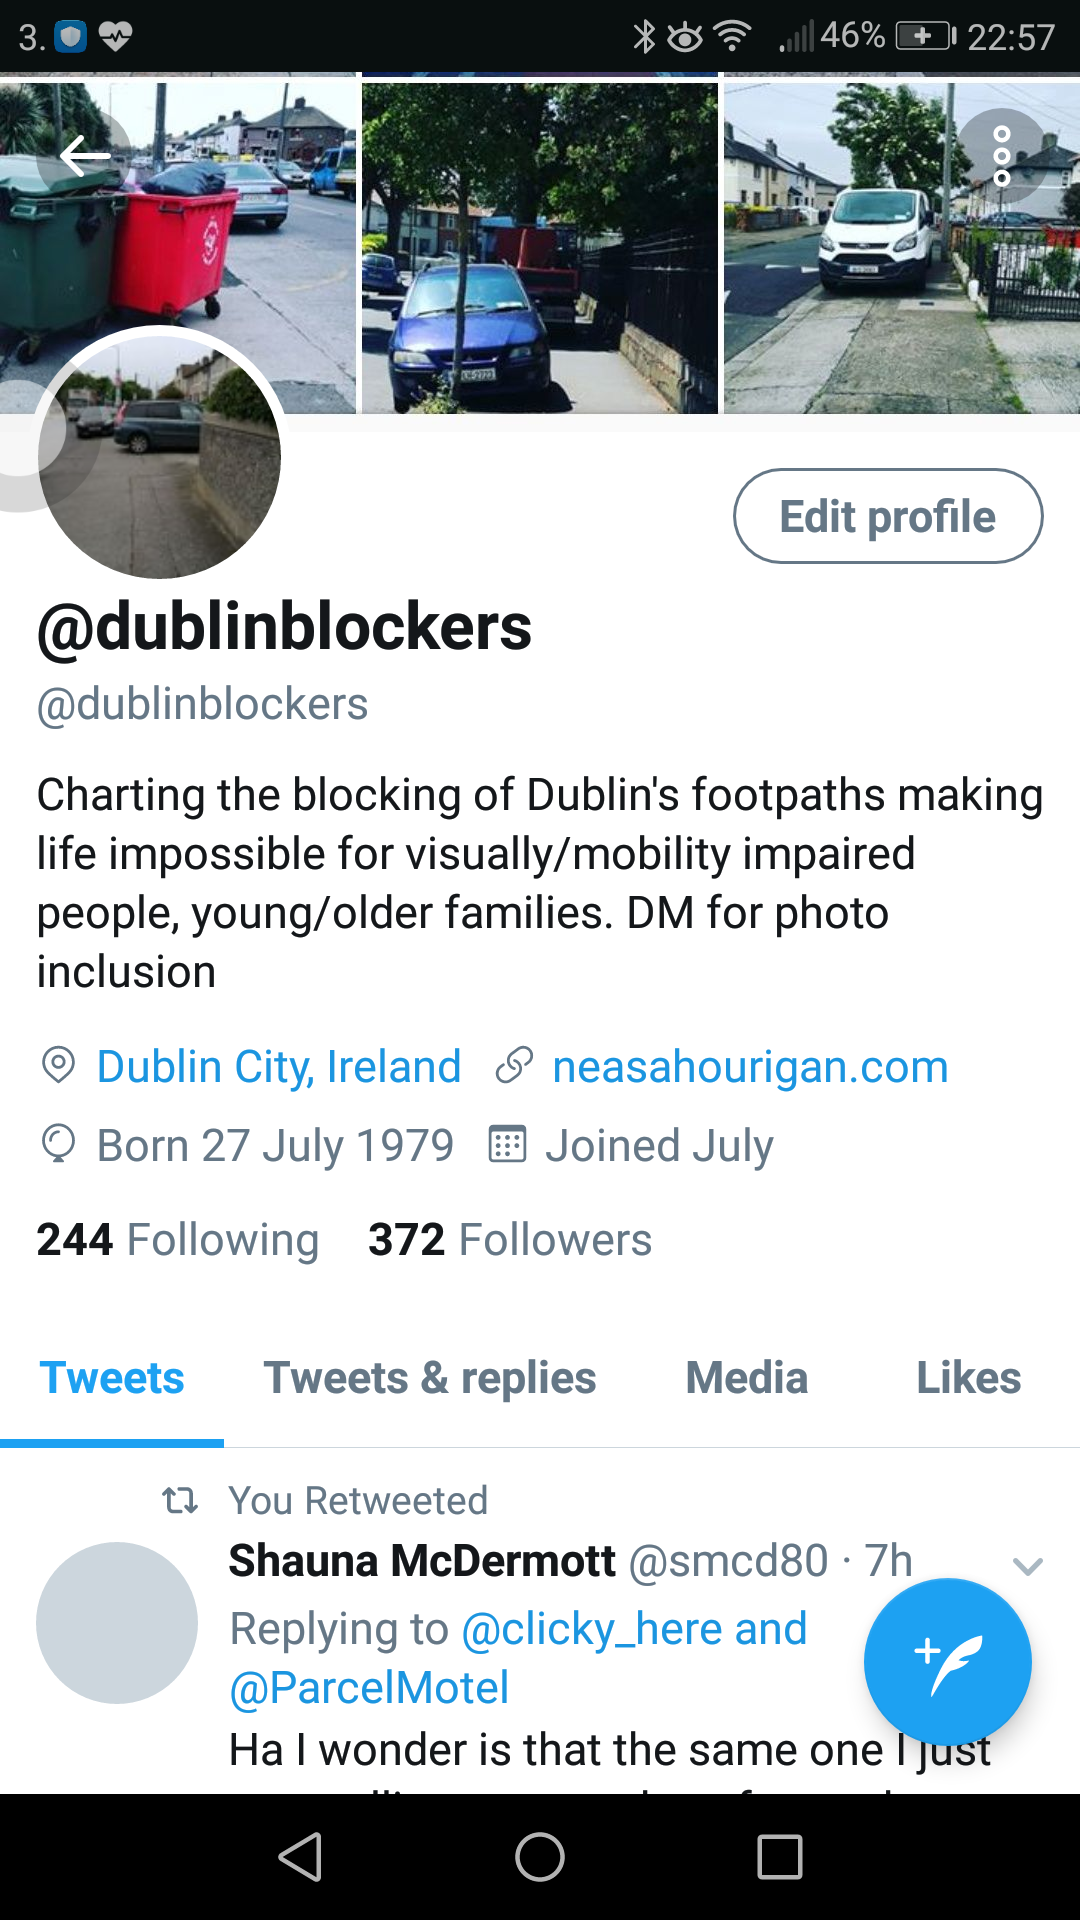 3. 46% 22:57
Edit profile
@dublinblockers
@dublinblockers
Charting the blocking of Dublin's footpaths making
life impossible for visually/mobility impaired
people, young/older families. DM for photo
inclusion
Dublin City, Ireland neasahourigan.com
Born 27 July 1979 Joined July
244 Following 372 Followers
Tweets Tweets & replies Media Likes
You Retweeted
Shauna McDermott @smcd80 · 7h
Replying to @clicky_here and
@ParcelMotel
Ha I wonder is that the same one I just